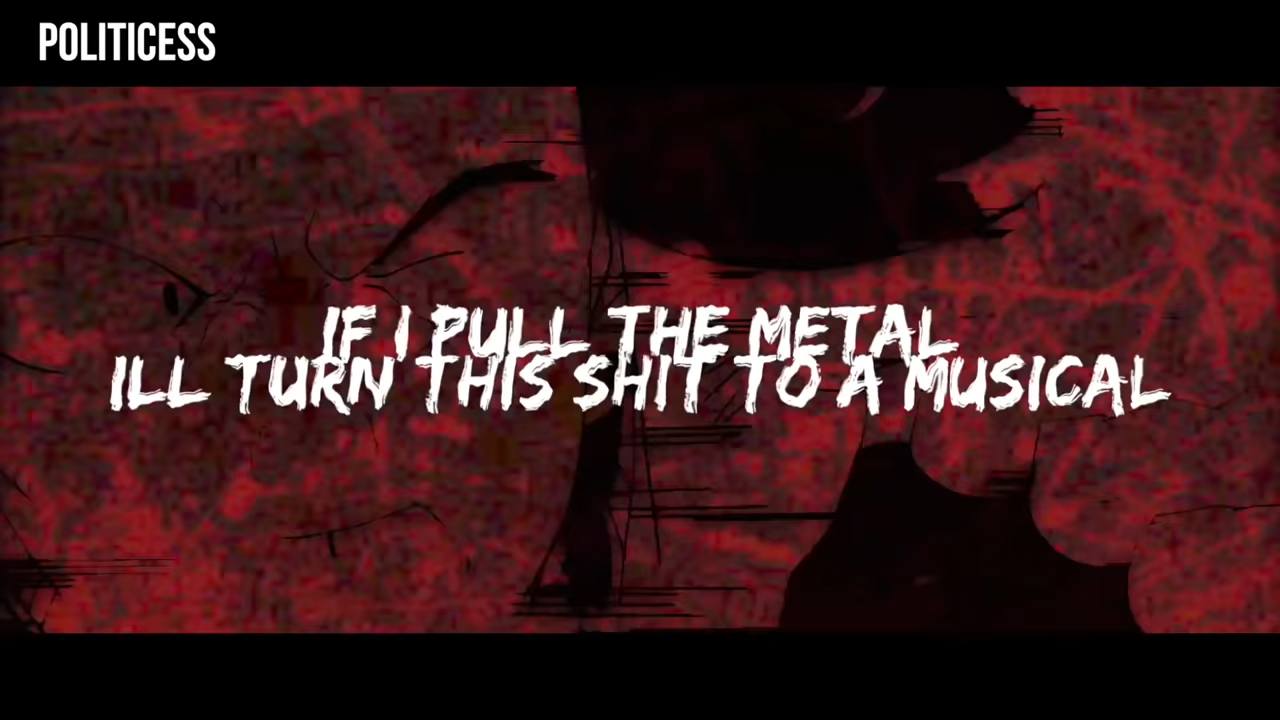 POLITICESS
IF I PULL THE METAL
ILL TURN THIS SHIT TO A MUSICAL